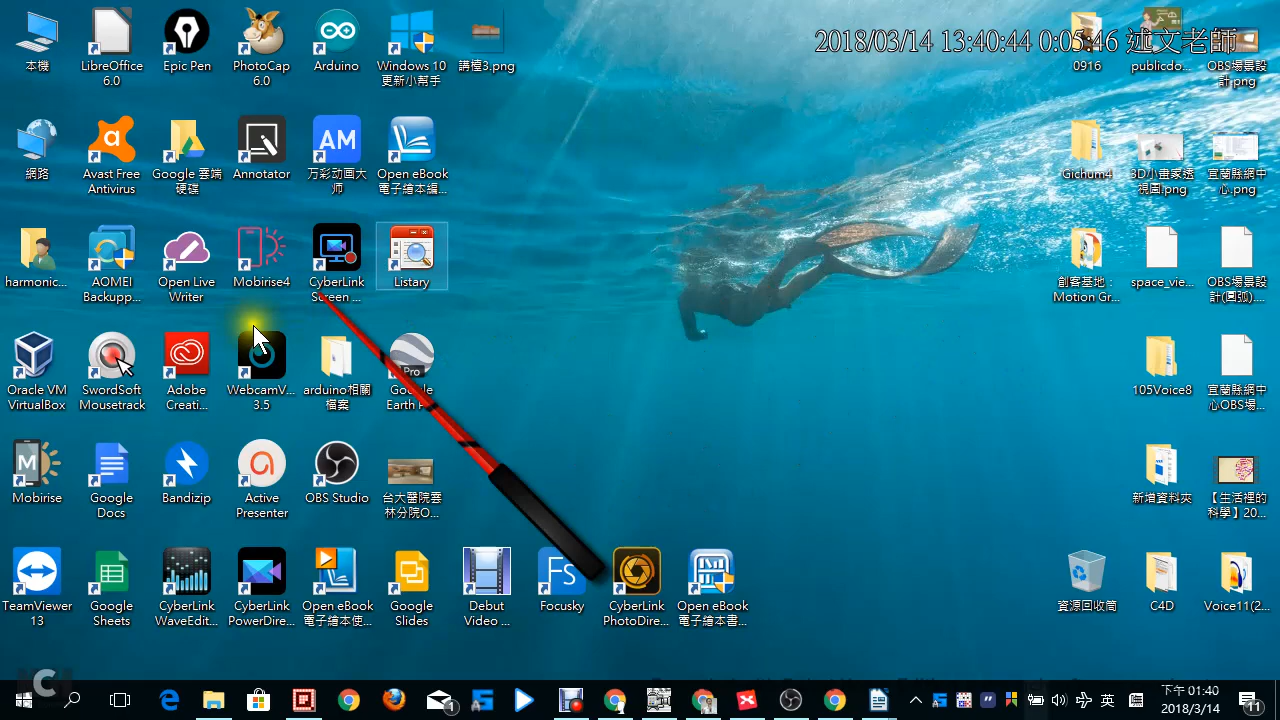 2018/03/14 13:40:44 0:05:46 述文老師
本機
LibreOffice
6.0
Epic Pen
PhotoCap
6.0
Arduino
Windows 10
更新小幫手
講檯3.png
0916
publicdo...
OBS場景設
計.png
網路
Avast Free
Antivirus
Google 雲端
硬碟
Annotator
万彩动画大
师
Open eBook
電子繪本編...
Gichum4
3D小畫家透
視圖.png
宜蘭縣網中
心.png
harmonic...
AOMEI
Backupp...
Open Live
Writer
Mobirise4
CyberLink
Screen ...
Listary
創客基地：
Motion Gr...
space_vie...
OBS場景設
計(圓弧)....
Oracle VM
VirtualBox
SwordSoft
Mousetrack
Adobe
Creati...
WebcamV...
3.5
arduino相關
檔案
Google
Earth P...
Pro
105Voice8
宜蘭縣網中
心OBS場...
Mobirise
Google
Docs
Bandizip
Active
Presenter
OBS Studio
台大醫院雲
林分院O...
新增資料夾
【生活裡的
科學】20...
TeamViewer
13
Google
Sheets
CyberLink
WaveEdit...
CyberLink
PowerDire...
Open eBook
電子繪本使...
Google
Slides
Debut
Video ...
Focusky
CyberLink
PhotoDire...
Open eBook
電子繪本書...
資源回收筒
C4D
Voice11(2...
AM
Fs
英
下午 01:40
2018/3/14
1
11